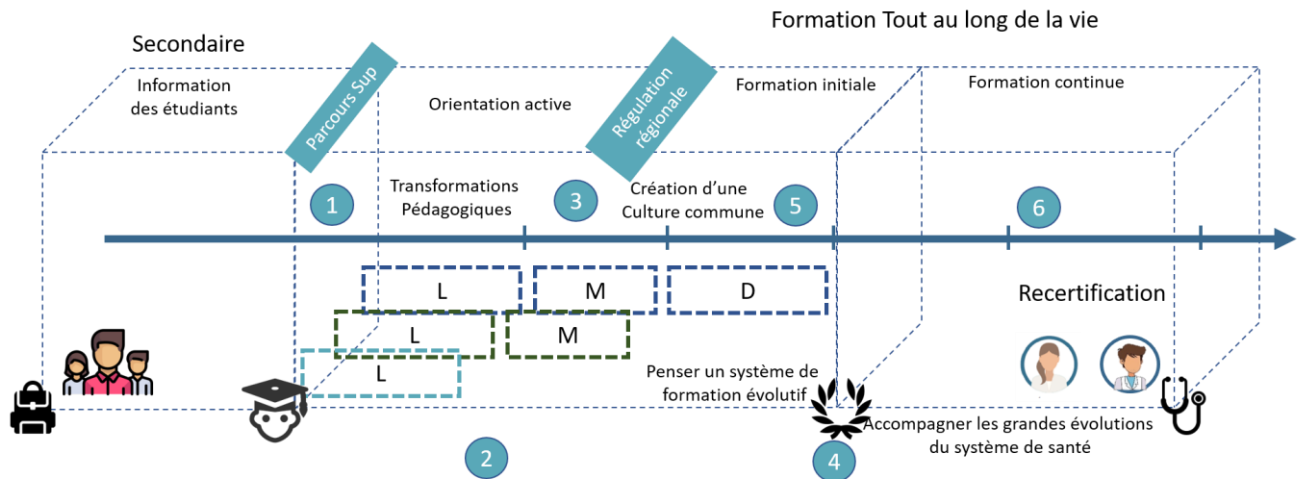 Formation Tout au long de la vie
Secondaire
Information
des étudiants
Parcours Sup
Orientation active
Régulation
régionale
Formation initiale
Formation continue
1
Transformations
Pédagogiques
3
Création d’une
Culture commune
5
6
L
M
D
L
M
L
Recertification
Penser un système de
formation évolutif
Accompagner les grandes évolutions
du système de santé
2
4